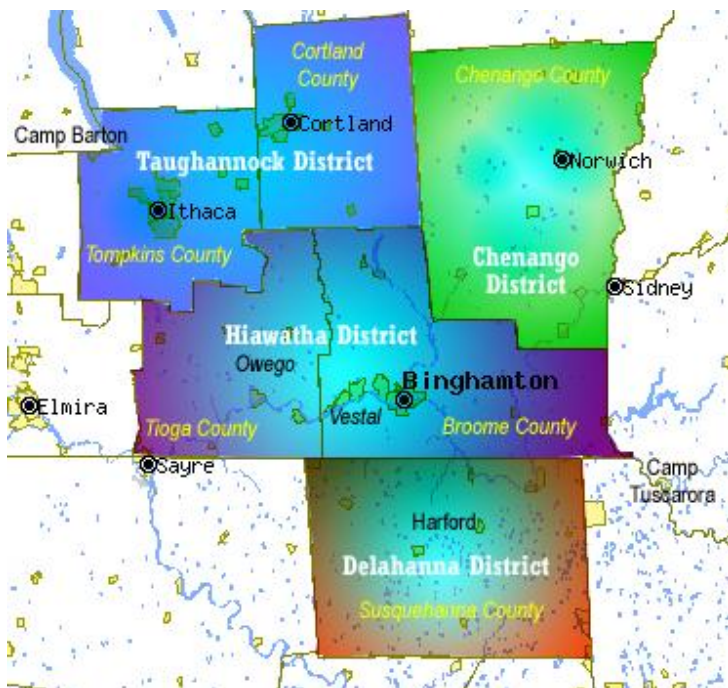 Cortland
County
Chenango County
Camp Barton
Cortland
Taughannock District
Norwich
Ithaca
Tompkins County
Chenango
District
Sidney
Hiawatha District
Owego
Binghamton
Elmira
Vestal
Tioga County
Broome County
Sayre
Camp
Tuscarora
Harford
Delahanna District
Susquehanna County